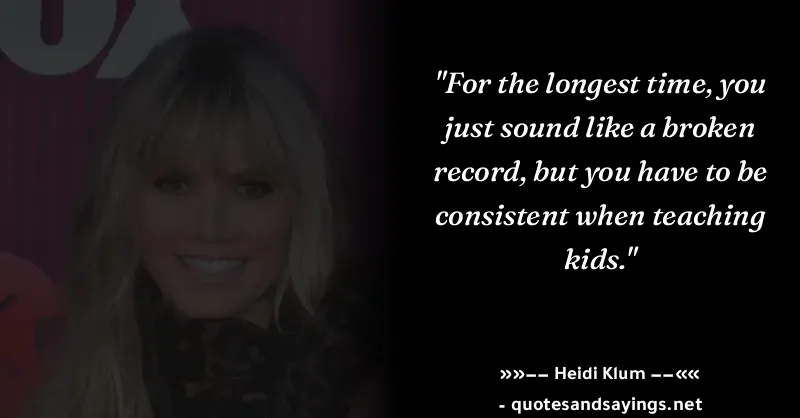 "For the longest time, you
just sound like a broken
record, but you have to be
consistent when teaching
kids."
»»–– Heidi Klum ––««
- quotesandsayings.net